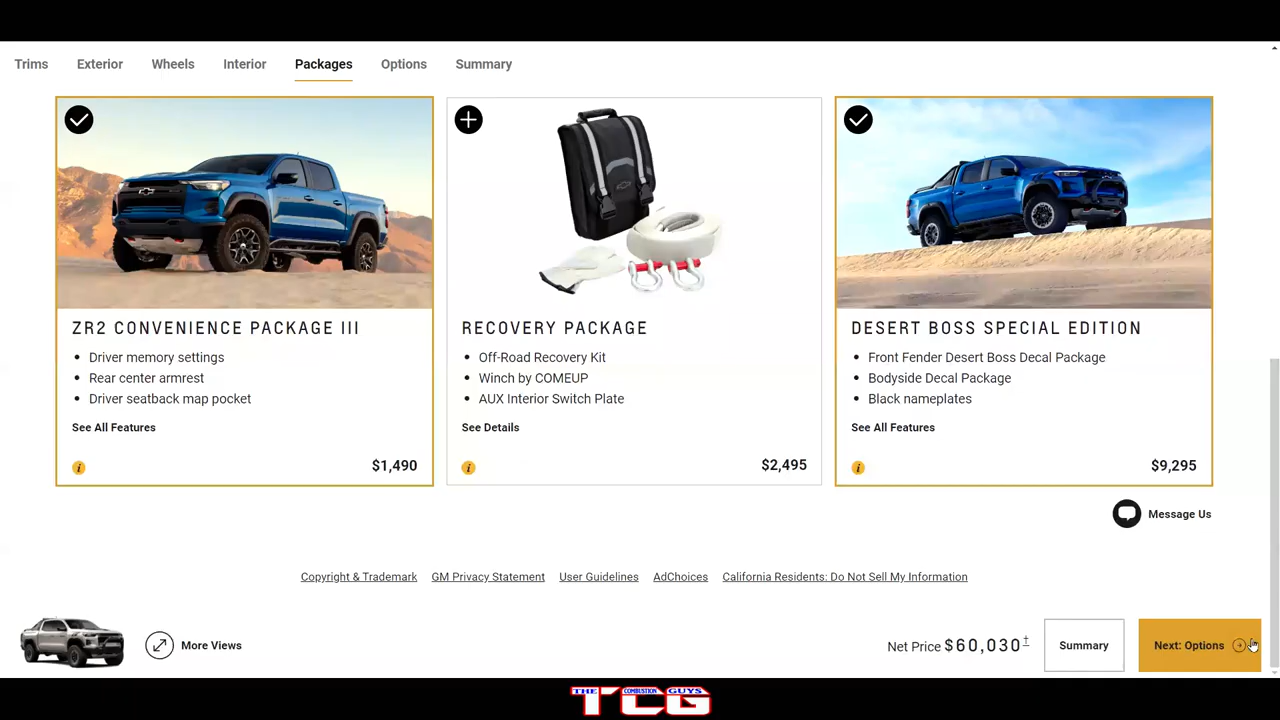 Trims Exterior Wheels Interior Packages Options Summary
ZR2 CONVENIENCE PACKAGE III
Driver memory settings
Rear center armrest
Driver seatback map pocket
See All Features
$1,490
RECOVERY PACKAGE
Off-Road Recovery Kit
Winch by COMEUP
AUX Interior Switch Plate
See Details
$2,495
DESERT BOSS SPECIAL EDITION
Front Fender Desert Boss Decal Package
Bodyside Decal Package
Black nameplates
See All Features
$9,295
Message Us
Copyright & Trademark GM Privacy Statement User Guidelines AdChoices California Residents: Do Not Sell My Information
More Views
Net Price $60,030†
Summary
Next: Options
THE COMBUSTION GUYS
TCG